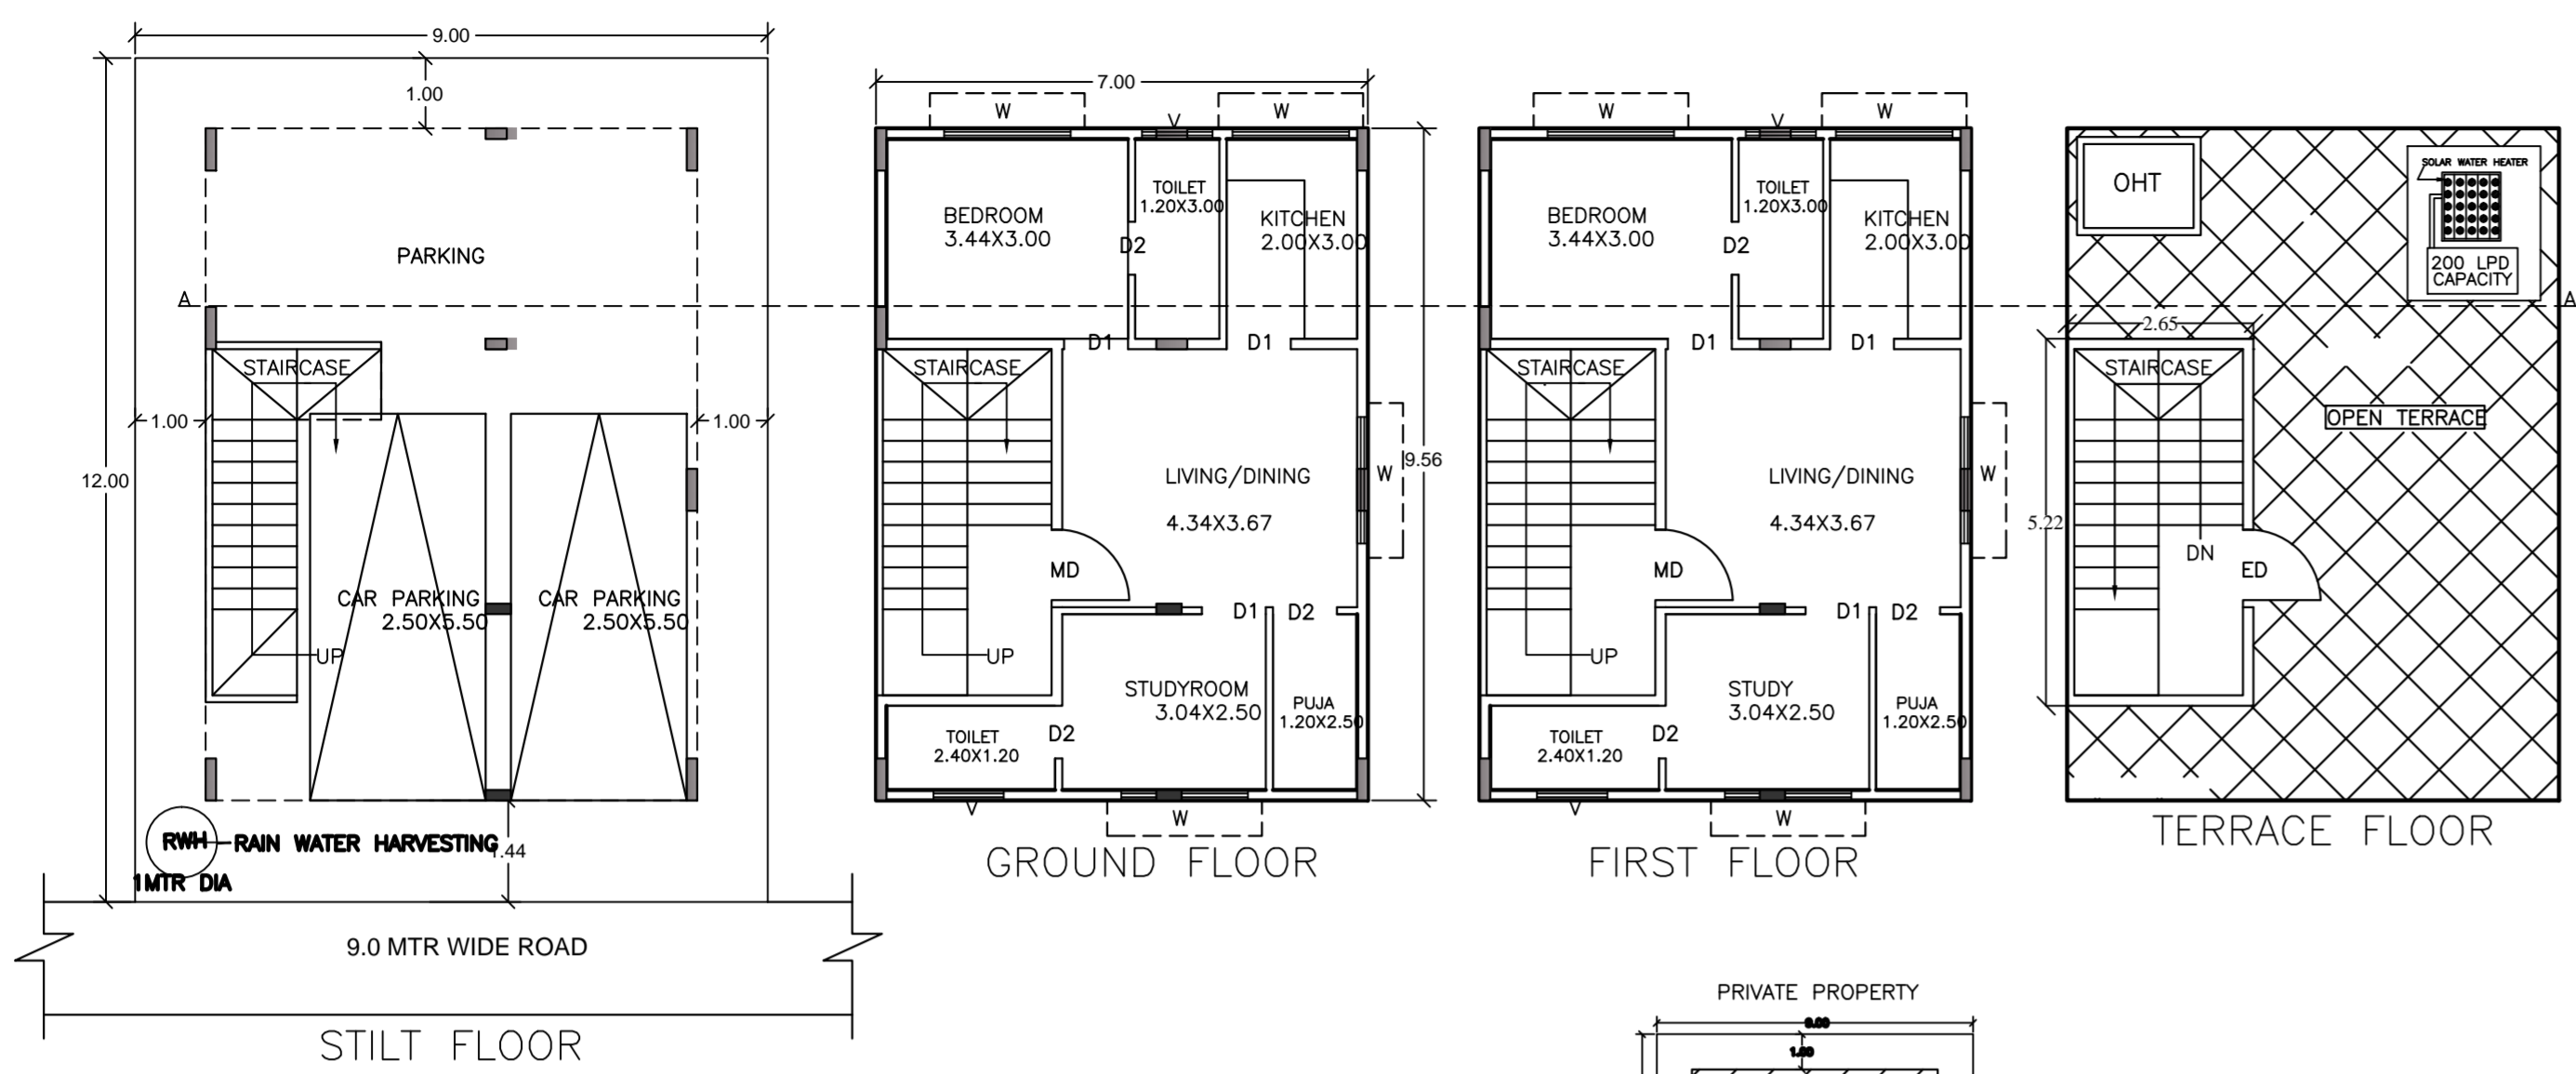 9.00
1.00
PARKING
A
STAIRCASE
1.00
1.00
12.00
CAR PARKING
2.50X5.50
CAR PARKING
2.50X5.50
UP
RWH
RAIN WATER HARVESTING
1.44
1MTR DIA
9.0 MTR WIDE ROAD
STILT FLOOR
7.00
W
V
W
BEDROOM
3.44X3.00
TOILET
1.20X3.00
KITCHEN
2.00X3.00
D2
D1
D1
STAIRCASE
LIVING/DINING
4.34X3.67
W
9.56
MD
D1
D2
UP
STUDYROOM
3.04X2.50
PUJA
1.20X2.50
TOILET
2.40X1.20
D2
V
W
GROUND FLOOR
W
V
W
BEDROOM
3.44X3.00
TOILET
1.20X3.00
KITCHEN
2.00X3.00
D2
D1
D1
STAIRCASE
LIVING/DINING
4.34X3.67
W
MD
D1
D2
UP
STUDY
3.04X2.50
PUJA
1.20X2.50
TOILET
2.40X1.20
D2
V
W
FIRST FLOOR
OHT
SOLAR WATER HEATER
200 LPD
CAPACITY
A
2.65
STAIRCASE
OPEN TERRACE
5.22
DN
ED
TERRACE FLOOR
PRIVATE PROPERTY
9.00
1.00